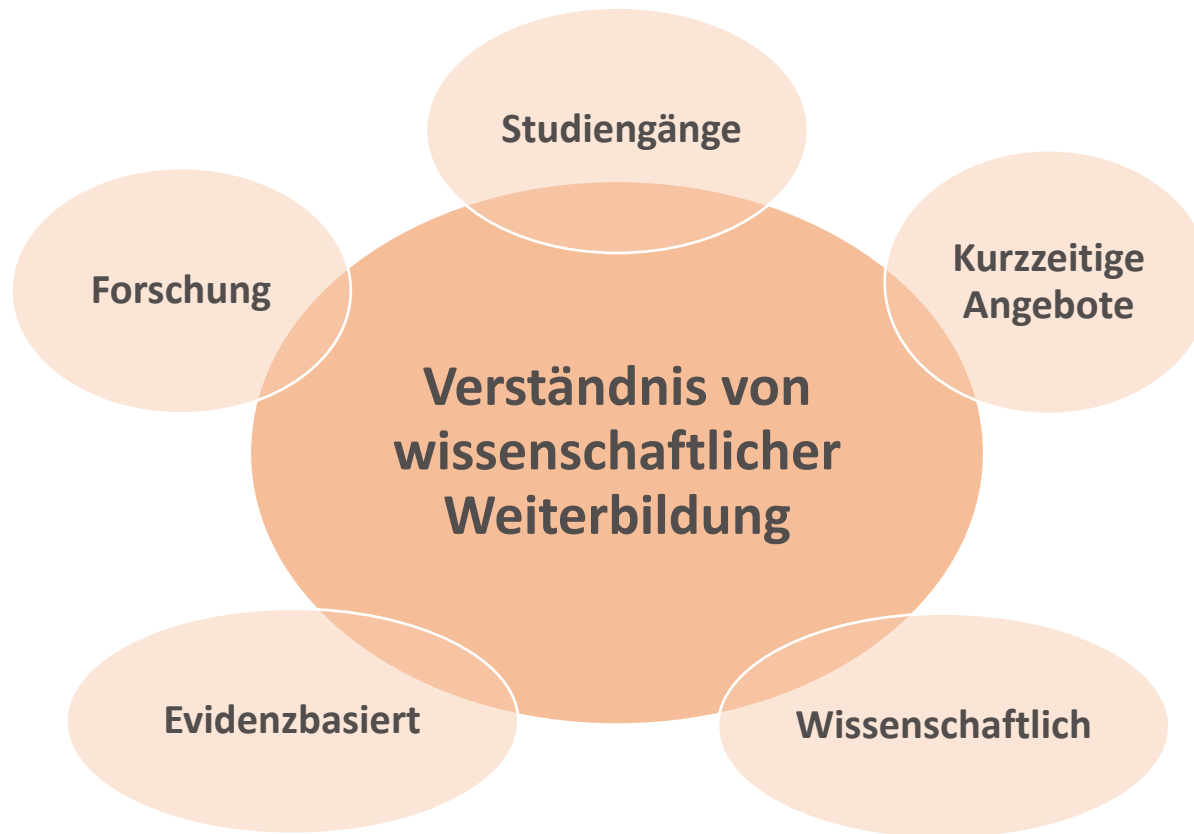 Studiengänge
Kurzzeitige
Angebote
Forschung
Verständnis von
wissenschaftlicher
Weiterbildung
Evidenzbasiert
Wissenschaftlich